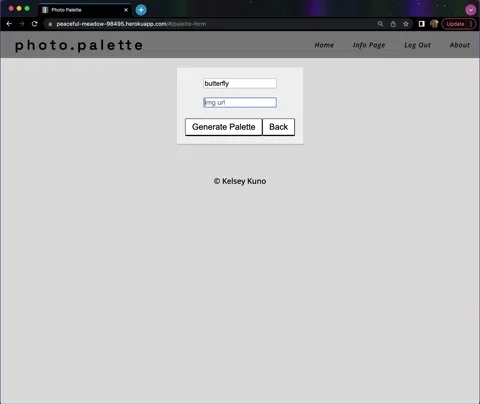 Photo Palette
Update
peaceful-meadow-98495.herokuapp.com/#/palette-form
photo.palette
Home
Info Page
Log Out
About
butterfly
img url
Generate Palette
Back
© Kelsey Kuno